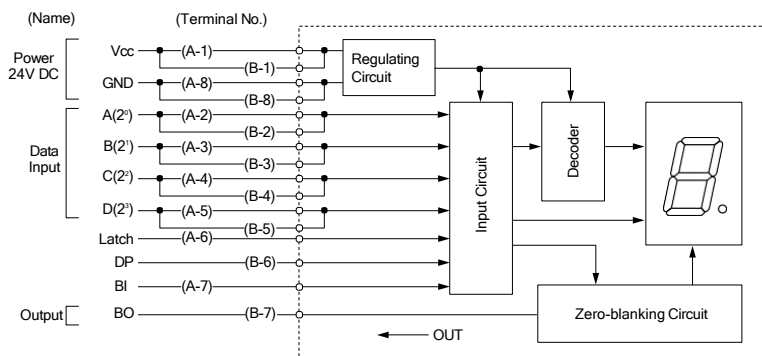 (Name) (Terminal No.)
Power
24V DC
Vcc (A-1)
(B-1)
GND (A-8)
(B-8)
Regulating
Circuit
Data
Input
A(2⁰) (A-2)
(B-2)
B(2¹) (A-3)
(B-3)
C(2²) (A-4)
(B-4)
D(2³) (A-5)
(B-5)
Latch (A-6)
DP (B-6)
BI (A-7)
Input Circuit
Decoder
Output BO (B-7)
Zero-blanking Circuit
OUT